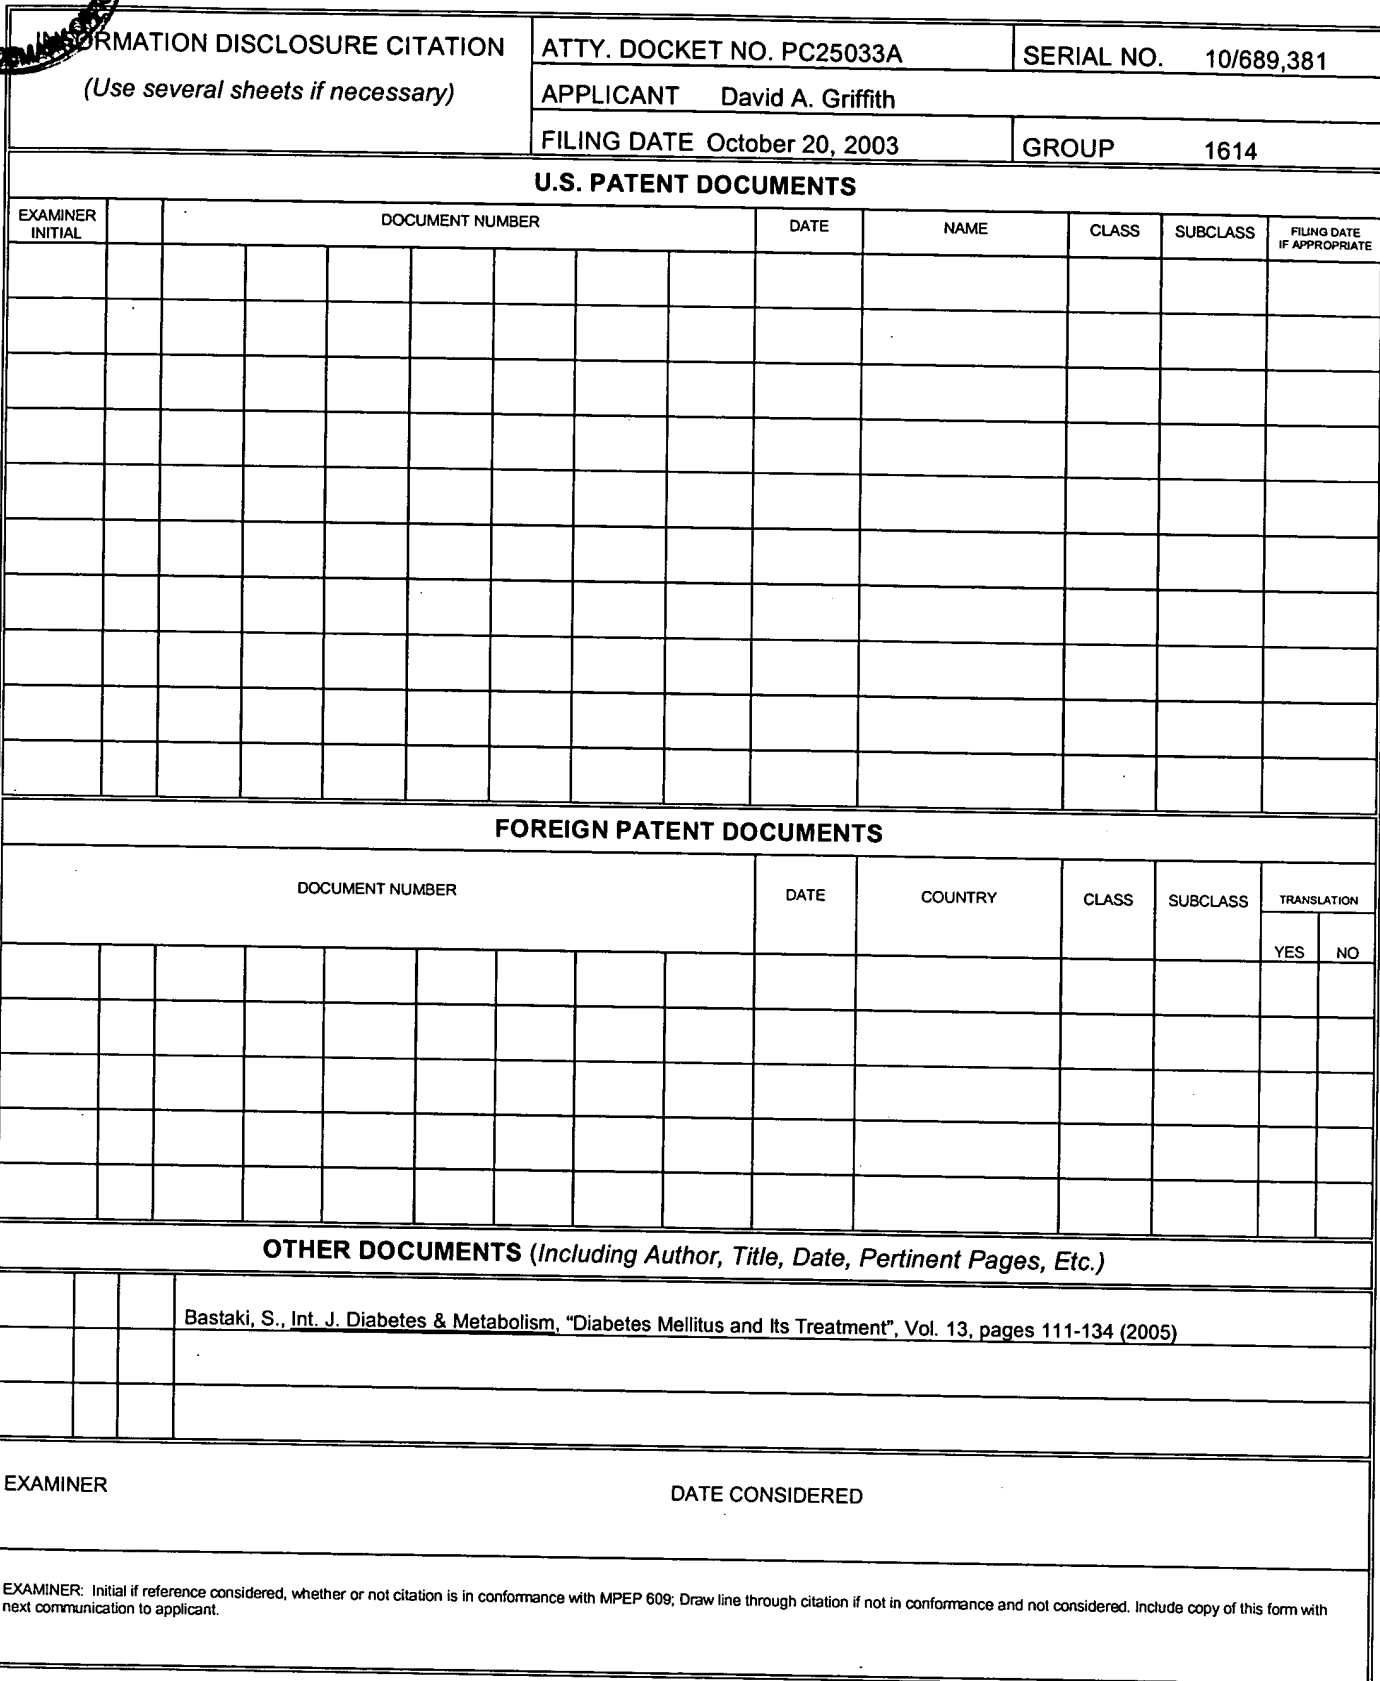 INFORMATION DISCLOSURE CITATION
(Use several sheets if necessary)
ATTY. DOCKET NO. PC25033A
SERIAL NO. 10/689,381
APPLICANT David A. Griffith
FILING DATE October 20, 2003
GROUP 1614
U.S. PATENT DOCUMENTS
EXAMINER
INITIAL
DOCUMENT NUMBER
DATE
NAME
CLASS
SUBCLASS
FILING DATE
IF APPROPRIATE
FOREIGN PATENT DOCUMENTS
DOCUMENT NUMBER
DATE
COUNTRY
CLASS
SUBCLASS
TRANSLATION
YES
NO
OTHER DOCUMENTS (Including Author, Title, Date, Pertinent Pages, Etc.)
Bastaki, S., Int. J. Diabetes & Metabolism, “Diabetes Mellitus and Its Treatment”, Vol. 13, pages 111-134 (2005)
EXAMINER
DATE CONSIDERED
EXAMINER: Initial if reference considered, whether or not citation is in conformance with MPEP 609; Draw line through citation if not in conformance and not considered. Include copy of this form with
next communication to applicant.